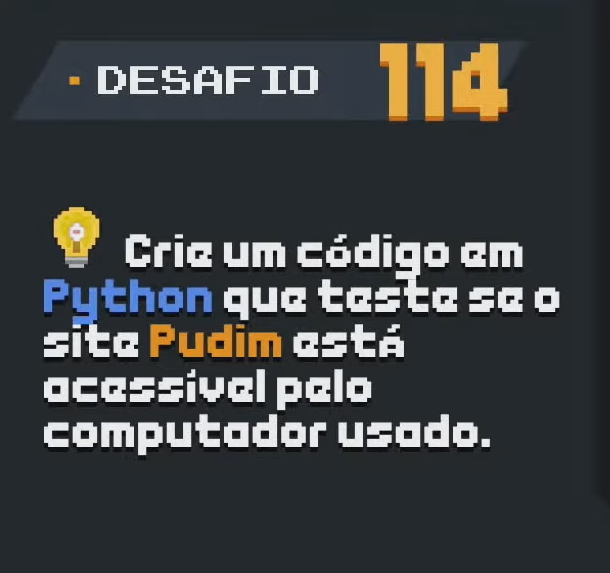 DESAFIO 114
Crie um código em
Python que teste se o
site Pudim está
acessível pelo
computador usado.